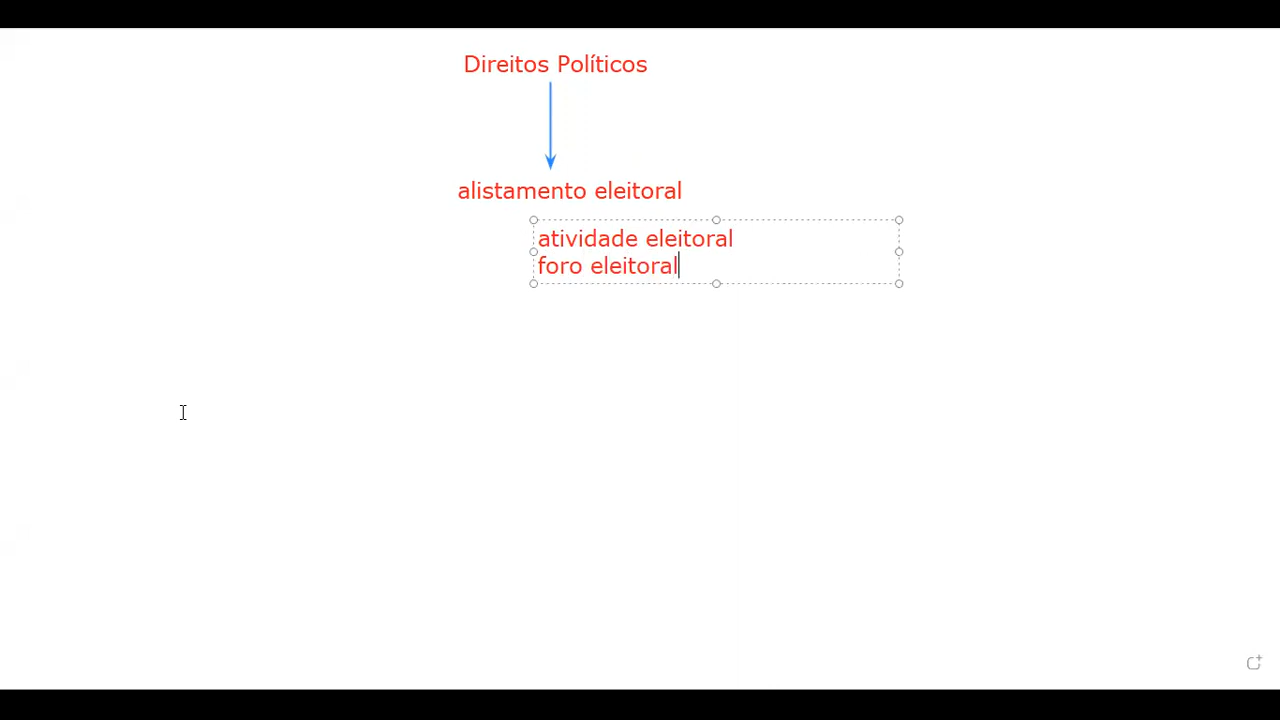 Direitos Políticos
alistamento eleitoral
atividade eleitoral
foro eleitoral